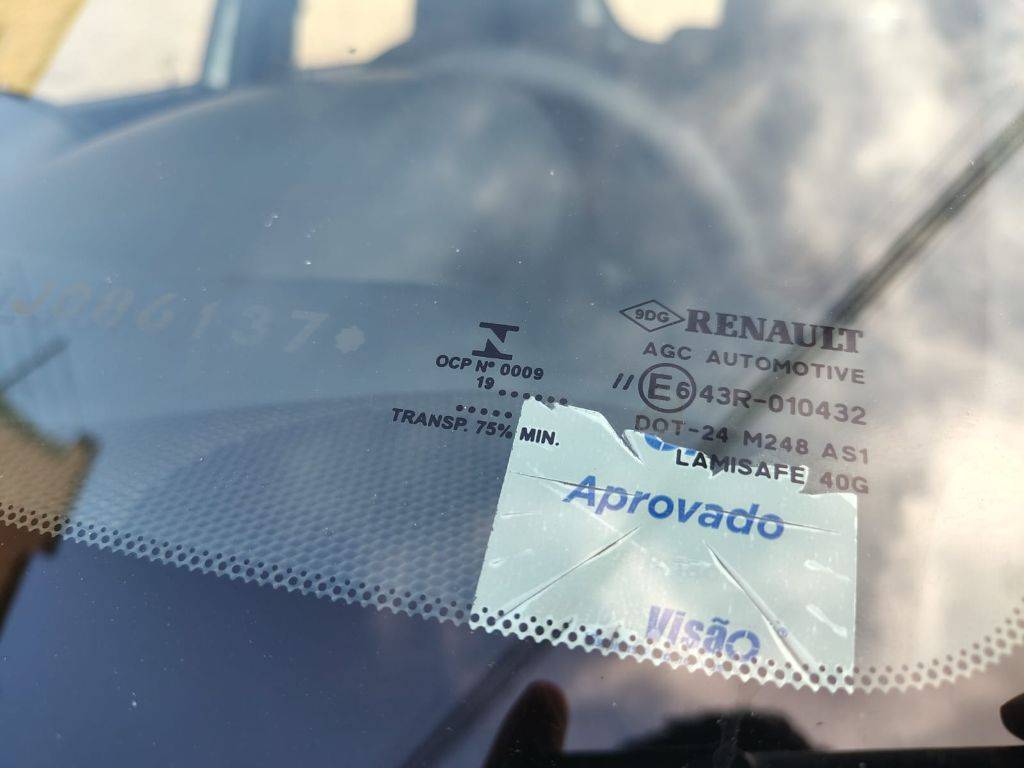 J086137
OCP Nº 0009
19 ......
.....
TRANSP. 75% MIN.
9DG RENAULT
AGC AUTOMOTIVE
// E6 43R-010432
DOT-24 M248 AS1
LAMISAFE 40G
Aprovado
Visão